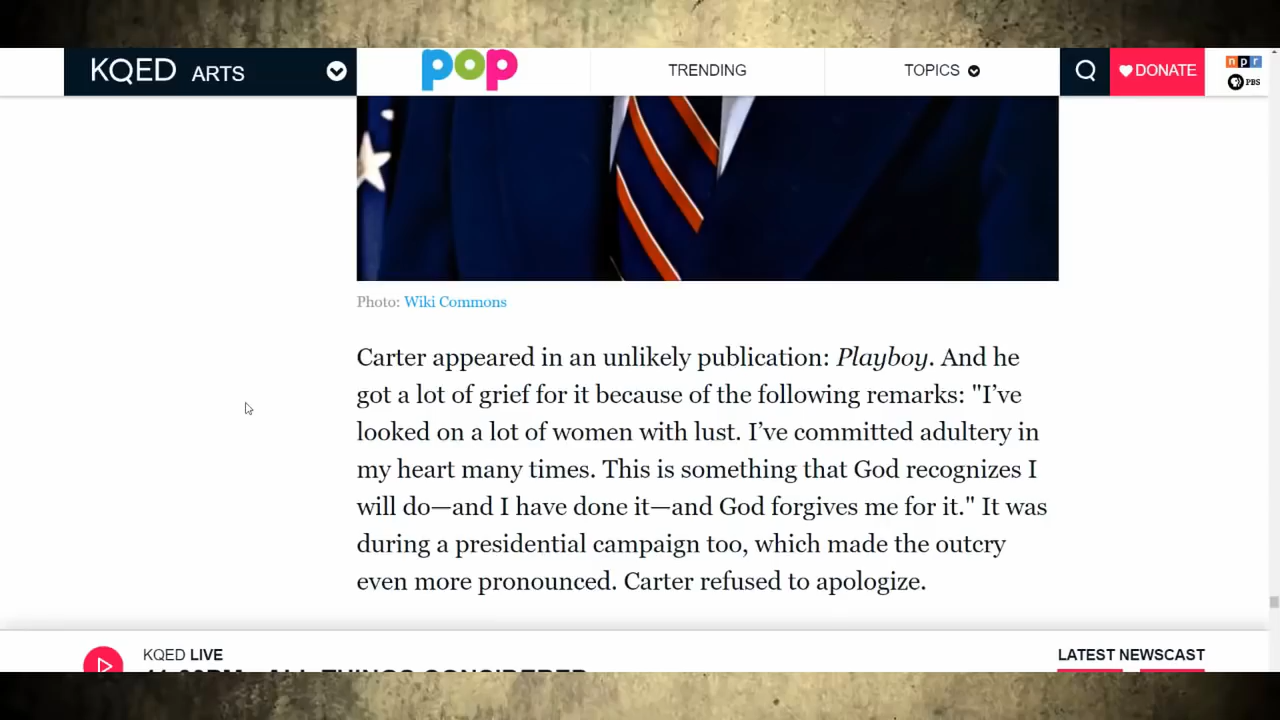 KQED ARTS
pop
TRENDING
TOPICS
DONATE
npr
PBS
Photo: Wiki Commons
Carter appeared in an unlikely publication: Playboy. And he
got a lot of grief for it because of the following remarks: "I’ve
looked on a lot of women with lust. I’ve committed adultery in
my heart many times. This is something that God recognizes I
will do—and I have done it—and God forgives me for it." It was
during a presidential campaign too, which made the outcry
even more pronounced. Carter refused to apologize.
KQED LIVE
LATEST NEWSCAST
ALL THINGS CONSIDERED